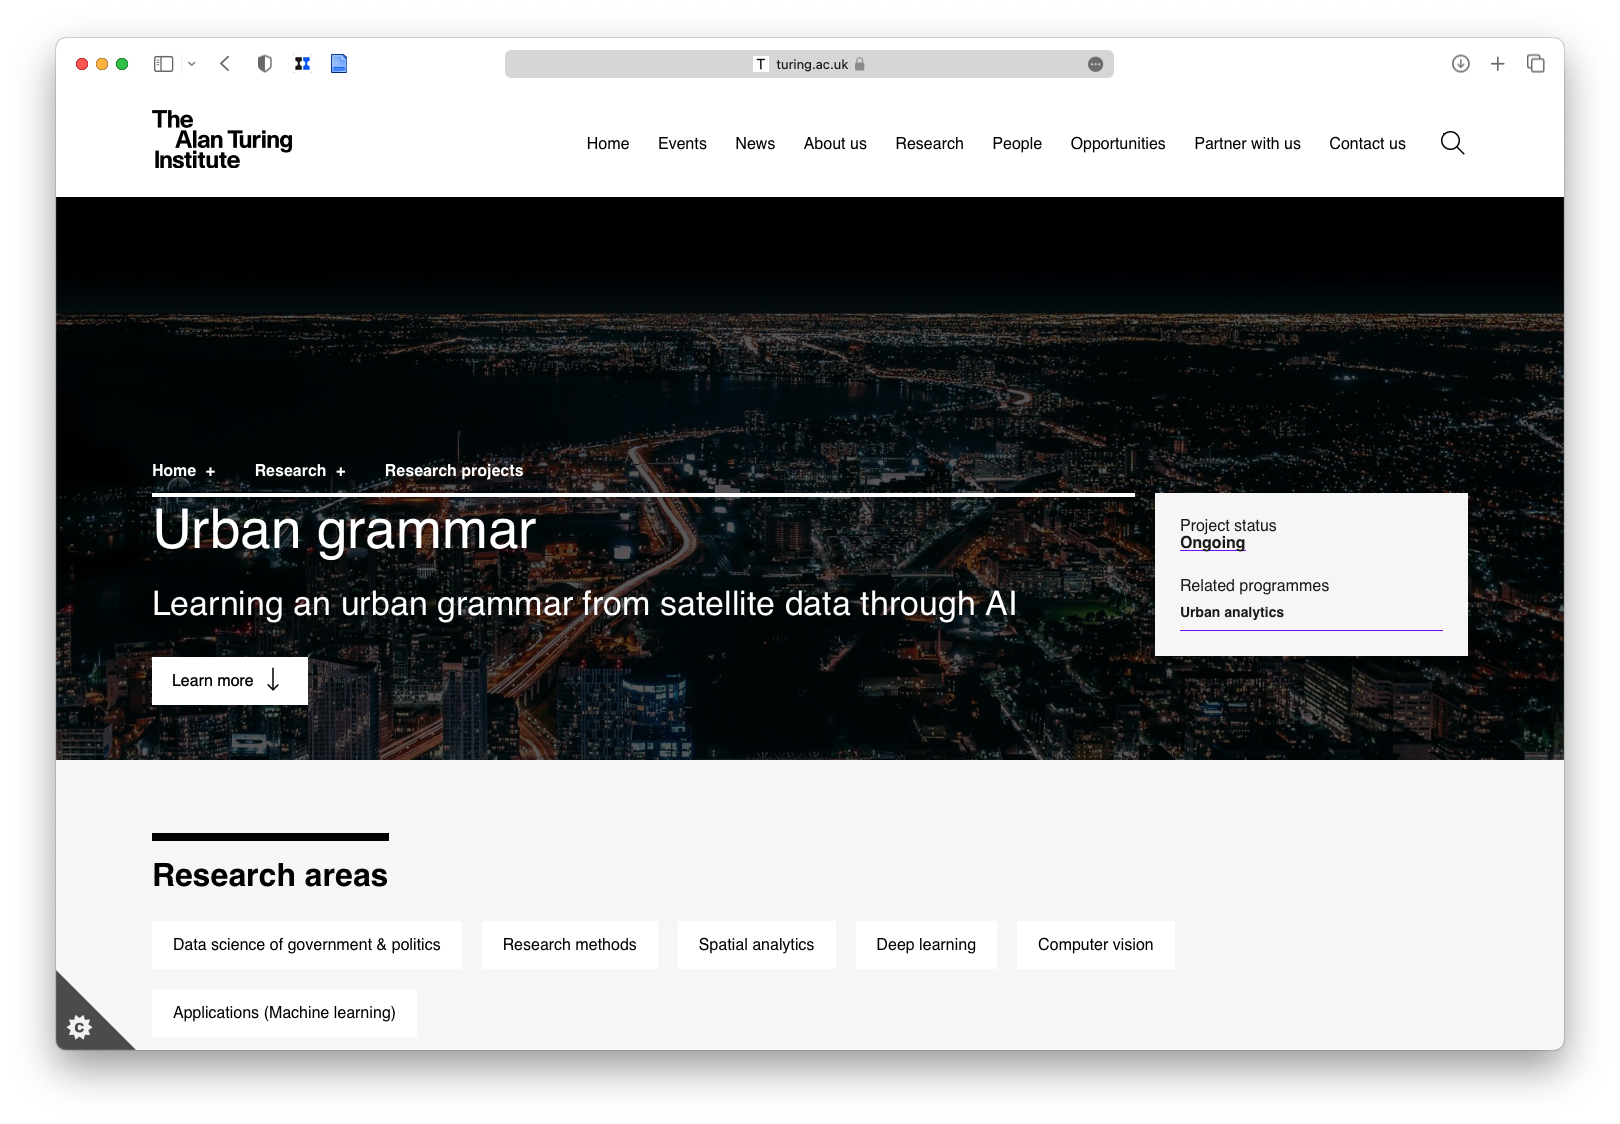 T turing.ac.uk
The
Alan Turing
Institute
Home Events News About us Research People Opportunities Partner with us Contact us
Home + Research + Research projects
Urban grammar
Learning an urban grammar from satellite data through AI
Learn more
Project status
Ongoing
Related programmes
Urban analytics
Research areas
Data science of government & politics Research methods Spatial analytics Deep learning Computer vision
Applications (Machine learning)
C